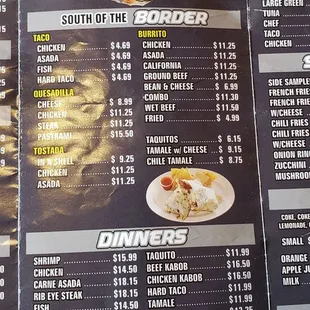 SOUTH OF THE BORDER
TACO
CHICKEN $4.69
ASADA $4.69
FISH $4.69
HARD TACO $4.69
QUESADILLA
CHEESE $ 8.99
CHICKEN $11.25
STEAK $11.25
PASTRAMI $15.50
TOSTADA
IN A SHELL $ 9.25
CHICKEN $11.25
ASADA $11.25
BURRITO
CHICKEN $11.25
ASADA $11.25
CALIFORNIA $11.25
GROUND BEEF $11.25
BEAN & CHEESE $ 6.99
COMBO $11.30
WET BEEF $11.50
FRIED $ 4.99
TAQUITOS $ 6.15
TAMALE w/ CHEESE $ 9.15
CHILE TAMALE $ 8.75
DINNERS
SHRIMP $15.99
CHICKEN $14.50
CARNE ASADA $18.15
RIB EYE STEAK $18.15
FISH $14.50
TAQUITO $11.99
BEEF KABOB $16.50
CHICKEN KABOB $16.50
HARD TACO $11.99
TAMALE $11.99
LARGE GREEN
TUNA
CHEF
TACO
CHICKEN
SIDE SAMPLE
FRENCH FRIES
FRENCH FRIES
W/CHEESE
CHILI FRIES
CHILI FRIES
W/CHEESE
ONION RING
ZUCCHINI
MUSHROOM
COKE, COKE
LEMONADE,
SMALL $
ORANGE
APPLE JU
MILK